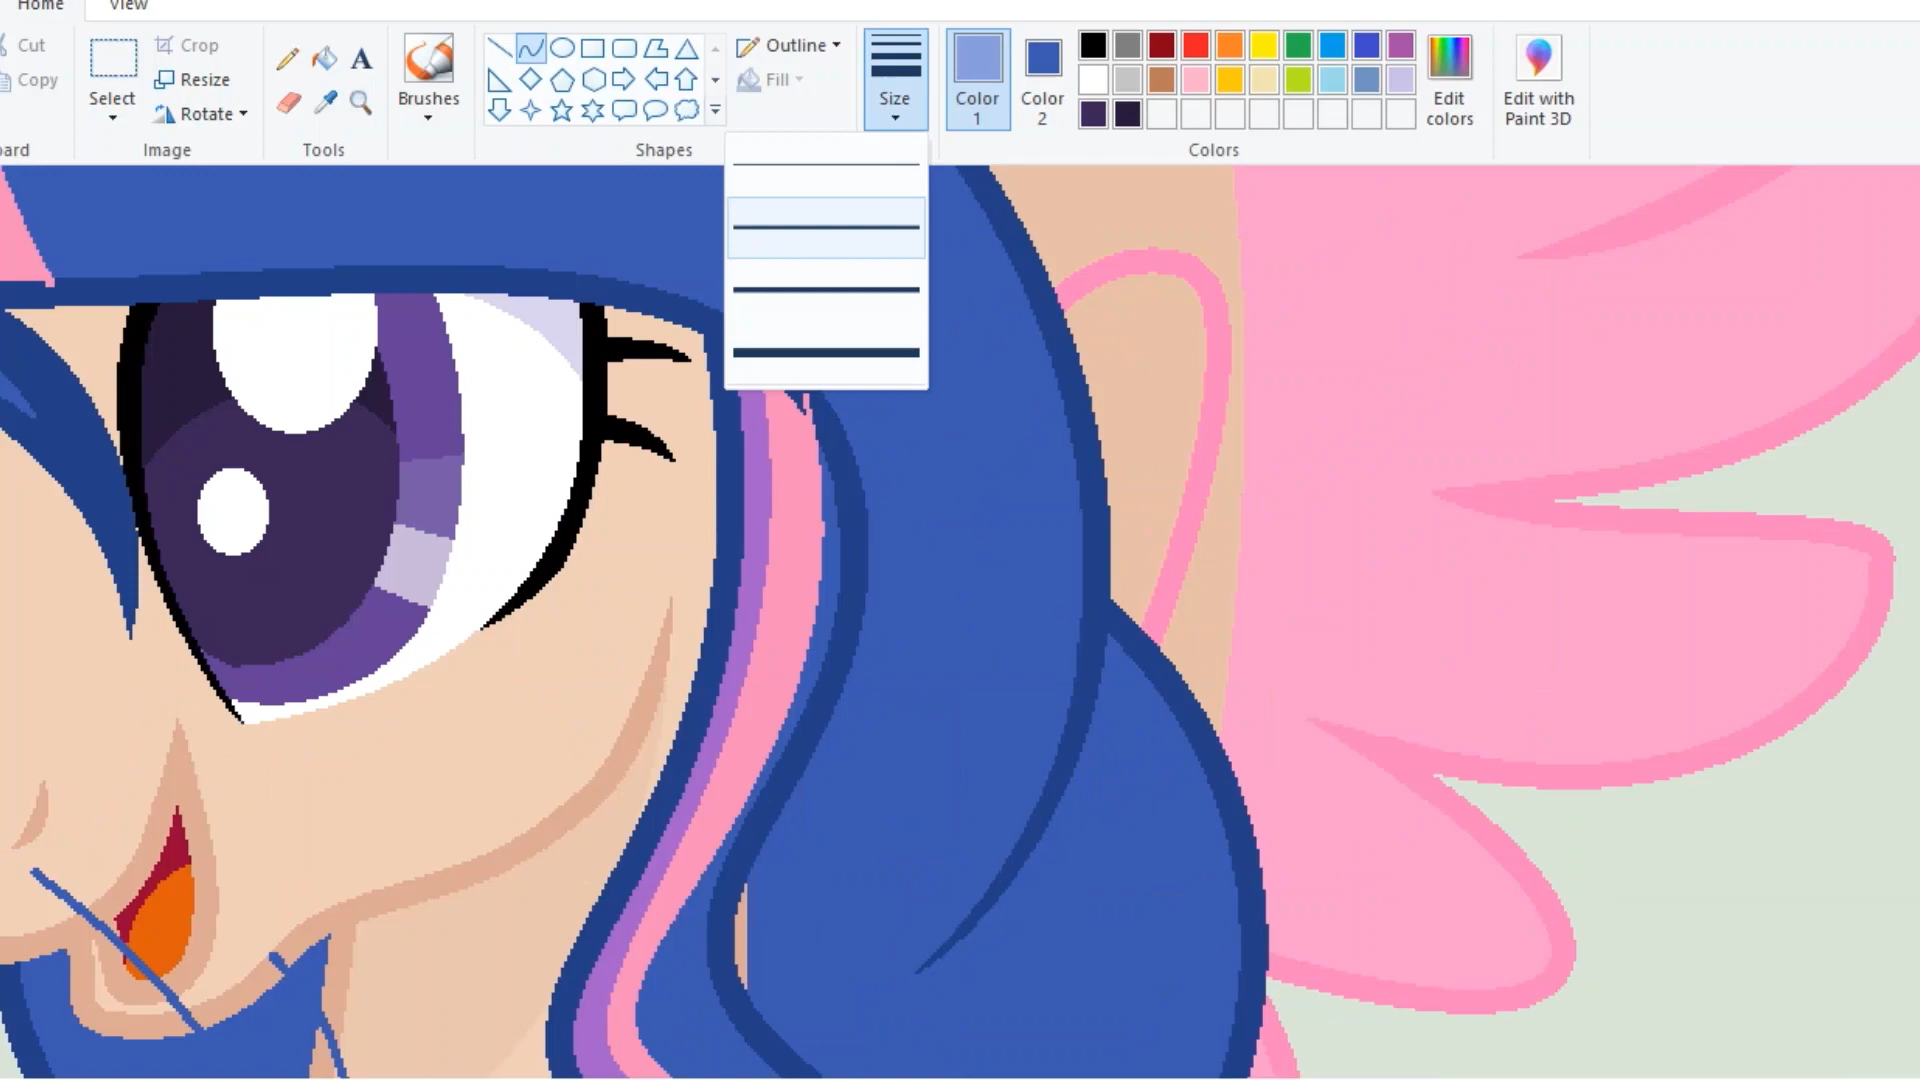 Home View
Cut
Copy
Select
Crop
Resize
Rotate
Image
A
Tools
Brushes
Shapes
Outline
Fill
Size
Color
1
Color
2
Colors
Edit
colors
Edit with
Paint 3D